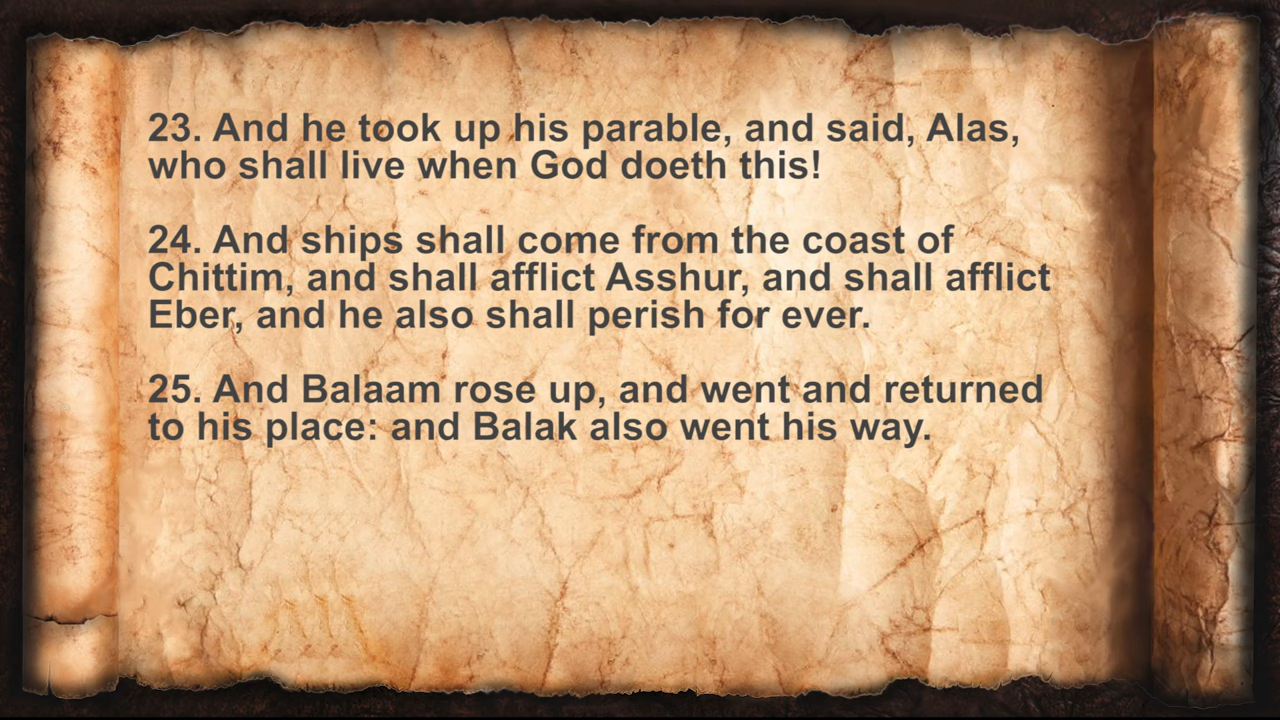 23. And he took up his parable, and said, Alas,
who shall live when God doeth this!
24. And ships shall come from the coast of
Chittim, and shall afflict Asshur, and shall afflict
Eber, and he also shall perish for ever.
25. And Balaam rose up, and went and returned
to his place: and Balak also went his way.